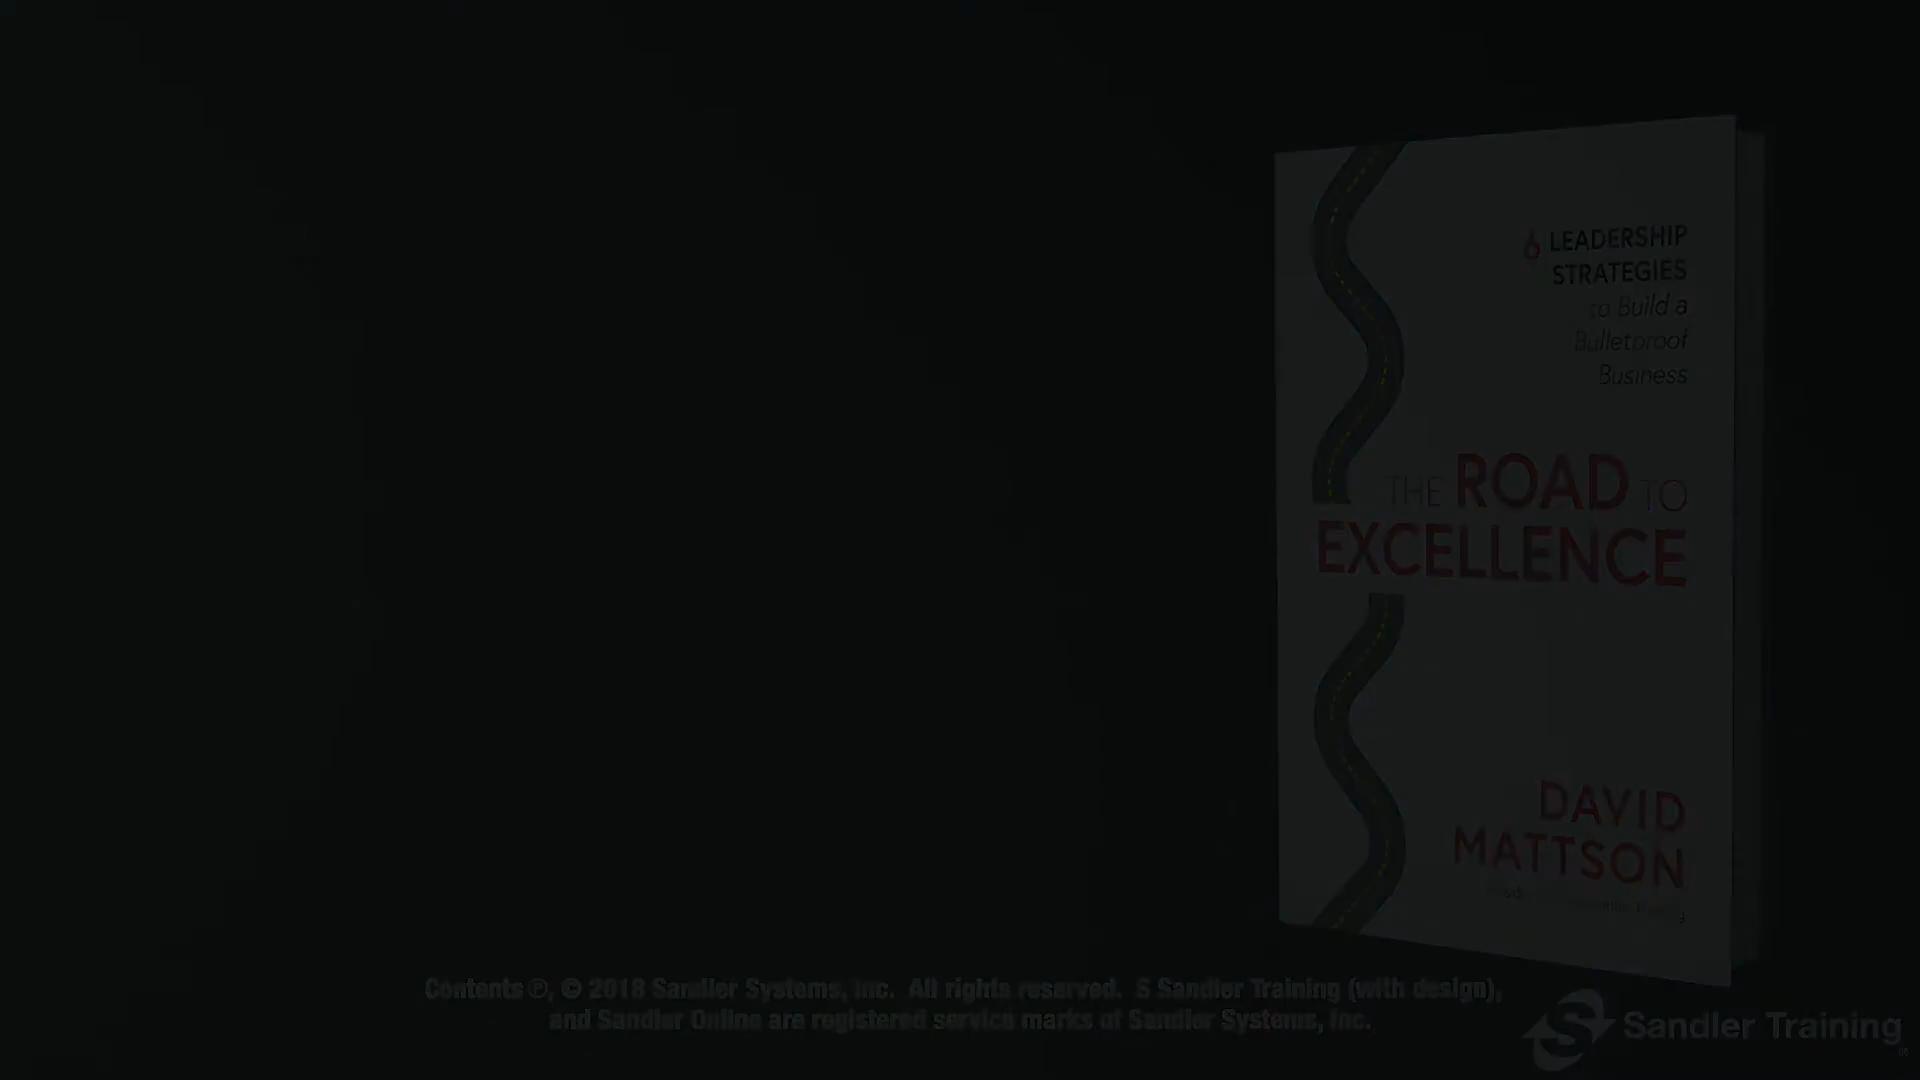 6 LEADERSHIP
STRATEGIES
to Build a
Bulletproof
Business
THE ROAD TO
EXCELLENCE
DAVID
MATTSON
Contents ℗, © 2018 Sandler Systems, Inc. All rights reserved. S Sandler Training (with design),
and Sandler Online are registered service marks of Sandler Systems, Inc.
S Sandler Training